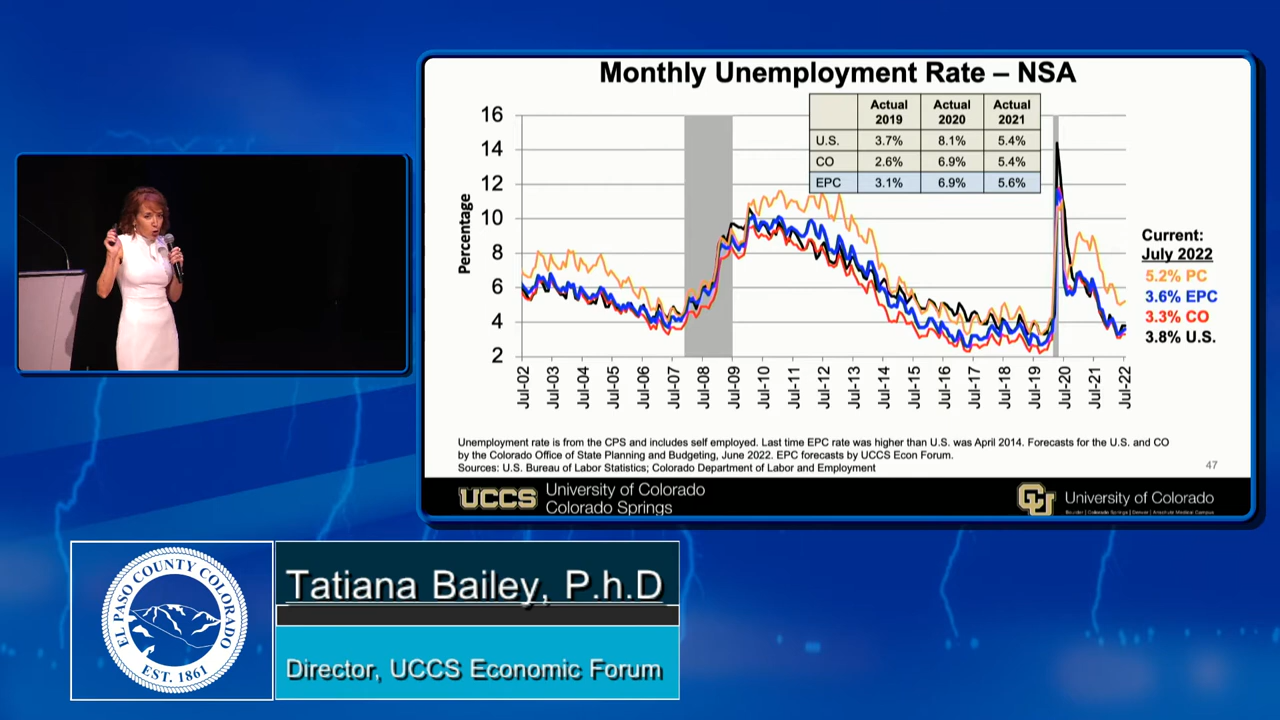 Monthly Unemployment Rate – NSA
Actual 2019 Actual 2020 Actual 2021
U.S. 3.7% 8.1% 5.4%
CO 2.6% 6.9% 5.4%
EPC 3.1% 6.9% 5.6%
Percentage
16
14
12
10
8
6
4
2
Jul-02 Jul-03 Jul-04 Jul-05 Jul-06 Jul-07 Jul-08 Jul-09 Jul-10 Jul-11 Jul-12 Jul-13 Jul-14 Jul-15 Jul-16 Jul-17 Jul-18 Jul-19 Jul-20 Jul-21 Jul-22
Current:
July 2022
5.2% PC
3.6% EPC
3.3% CO
3.8% U.S.
Unemployment rate is from the CPS and includes self employed. Last time EPC rate was higher than U.S. was April 2014. Forecasts for the U.S. and CO
by the Colorado Office of State Planning and Budgeting, June 2022. EPC forecasts by UCCS Econ Forum.
Sources: U.S. Bureau of Labor Statistics; Colorado Department of Labor and Employment
47
UCCS
University of Colorado
Colorado Springs
CU
University of Colorado
Boulder | Colorado Springs | Denver | Anschutz Medical Campus
EL PASO COUNTY COLORADO
EST. 1861
Tatiana Bailey, P.h.D
Director, UCCS Economic Forum